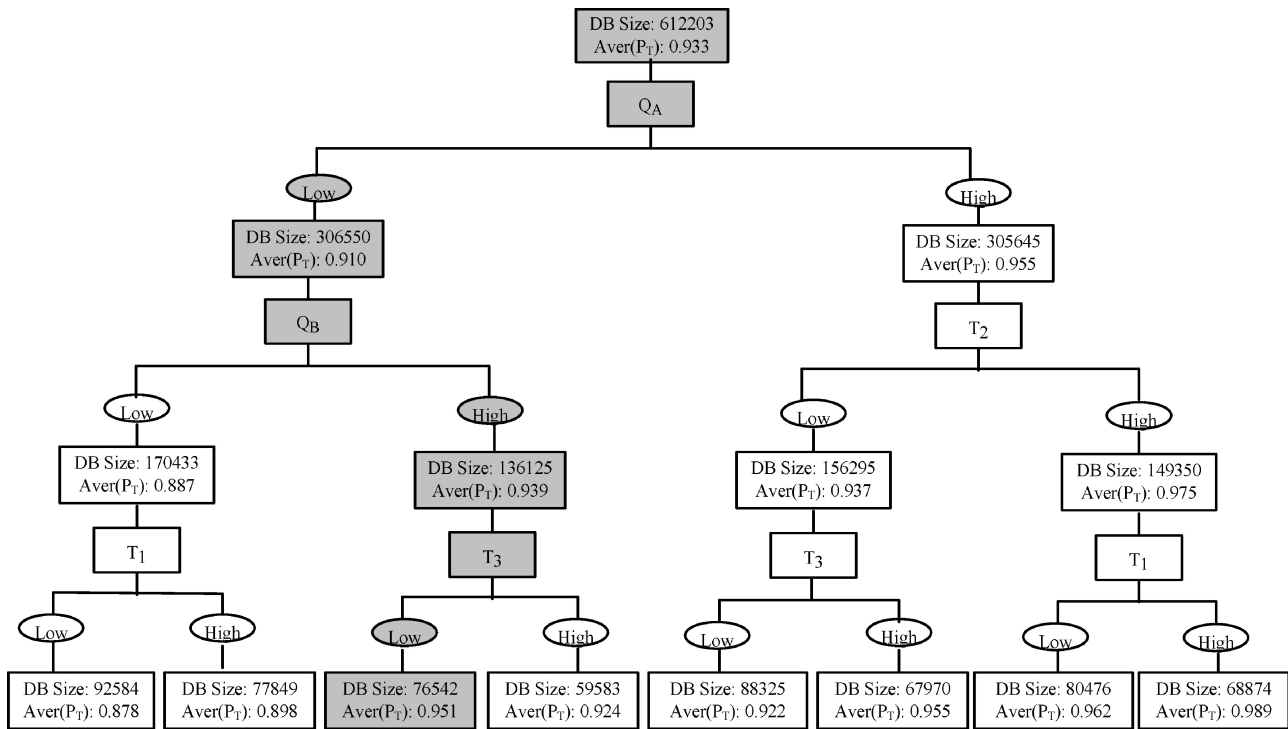 DB Size: 612203
Aver(P_T): 0.933
Q_A
Low
High
DB Size: 306550
Aver(P_T): 0.910
DB Size: 305645
Aver(P_T): 0.955
Q_B
T_2
Low
High
Low
High
DB Size: 170433
Aver(P_T): 0.887
DB Size: 136125
Aver(P_T): 0.939
DB Size: 156295
Aver(P_T): 0.937
DB Size: 149350
Aver(P_T): 0.975
T_1
T_3
T_3
T_1
Low
High
Low
High
Low
High
Low
High
DB Size: 92584
Aver(P_T): 0.878
DB Size: 77849
Aver(P_T): 0.898
DB Size: 76542
Aver(P_T): 0.951
DB Size: 59583
Aver(P_T): 0.924
DB Size: 88325
Aver(P_T): 0.922
DB Size: 67970
Aver(P_T): 0.955
DB Size: 80476
Aver(P_T): 0.962
DB Size: 68874
Aver(P_T): 0.989